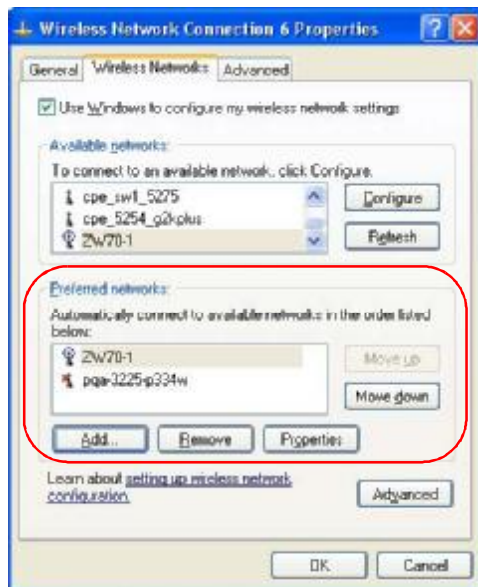 Wireless Network Connection 6 Properties
General Wireless Networks Advanced
Use Windows to configure my wireless network settings
Available networks:
To connect to an available network, click Configure.
cpe_sw1_5275
cpe_5254_g2kplus
ZW70-1
Configure
Refresh
Preferred networks:
Automatically connect to available networks in the order listed
below:
ZW70-1
pqa-3225-p334w
Move up
Move down
Add... Remove Properties
Learn about setting up wireless network
configuration.
Advanced
OK Cancel